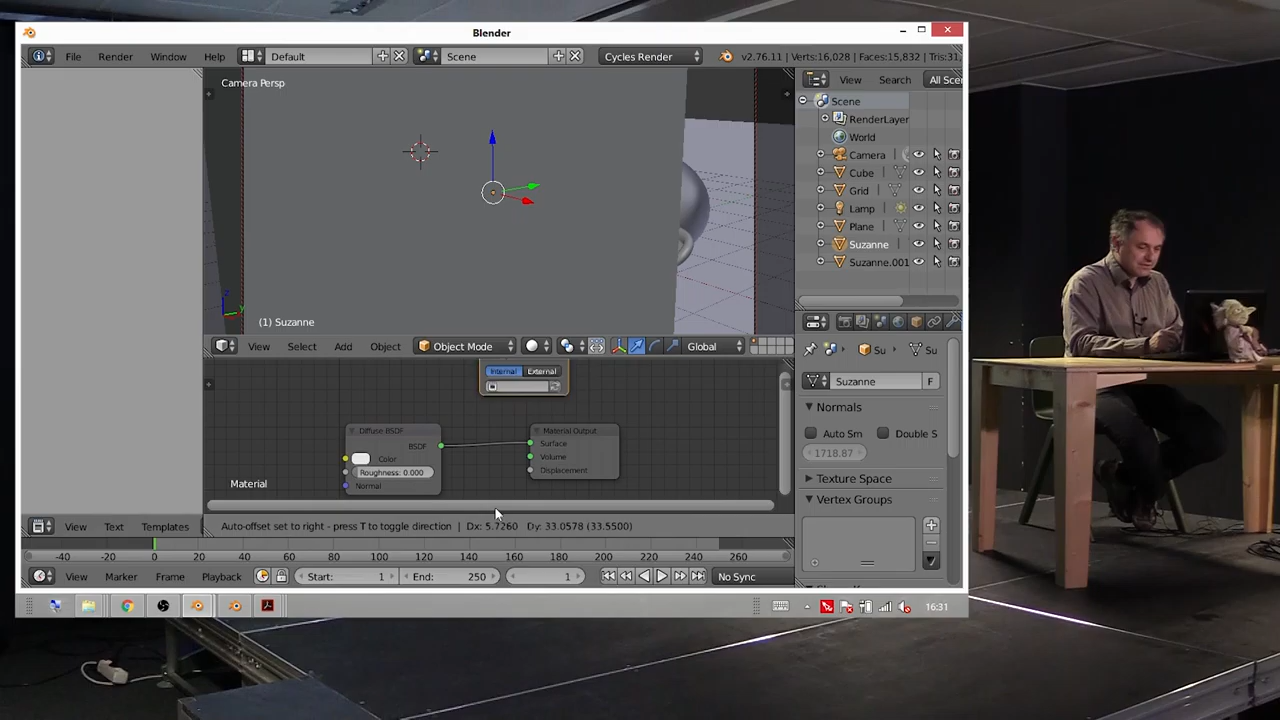 Blender
File Render Window Help Default Scene Cycles Render v2.76.11 | Verts:16,028 | Faces:15,832 | Tris:31,
Camera Persp
(1) Suzanne
View Search All Scen
Scene
RenderLayer
World
Camera
Cube
Grid
Lamp
Plane
Suzanne
Suzanne.001
View Select Add Object Object Mode Global
Su Su
Suzanne F
Normals
Auto Sm Double S
1718.87
Texture Space
Vertex Groups
Internal External
Diffuse BSDF
BSDF
Color
Roughness: 0.000
Normal
Material Output
Surface
Volume
Displacement
Material
View Text Templates
Auto-offset set to right - press T to toggle direction | Dx: 5.7260 Dy: 33.0578 (33.5500)
-40 -20 0 20 40 60 80 100 120 140 160 180 200 220 240 260
View Marker Frame Playback Start: 1 End: 250 1 No Sync
16:31